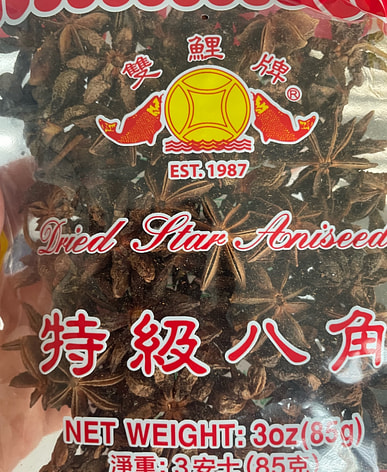 雙鯉牌®
EST. 1987
Dried Star Aniseed
特級八角
NET WEIGHT: 3oz(85g)
淨重: 3安士(85克)